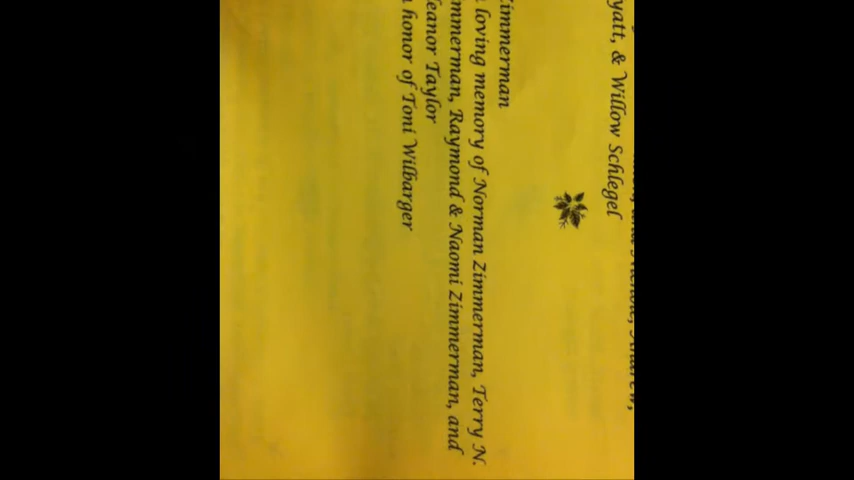 yatt, & Willow Schlegel
Zimmerman
loving memory of Norman Zimmerman, Terry N.
mmerman, Raymond & Naomi Zimmerman, and
leanor Taylor
honor of Toni Wilbarger